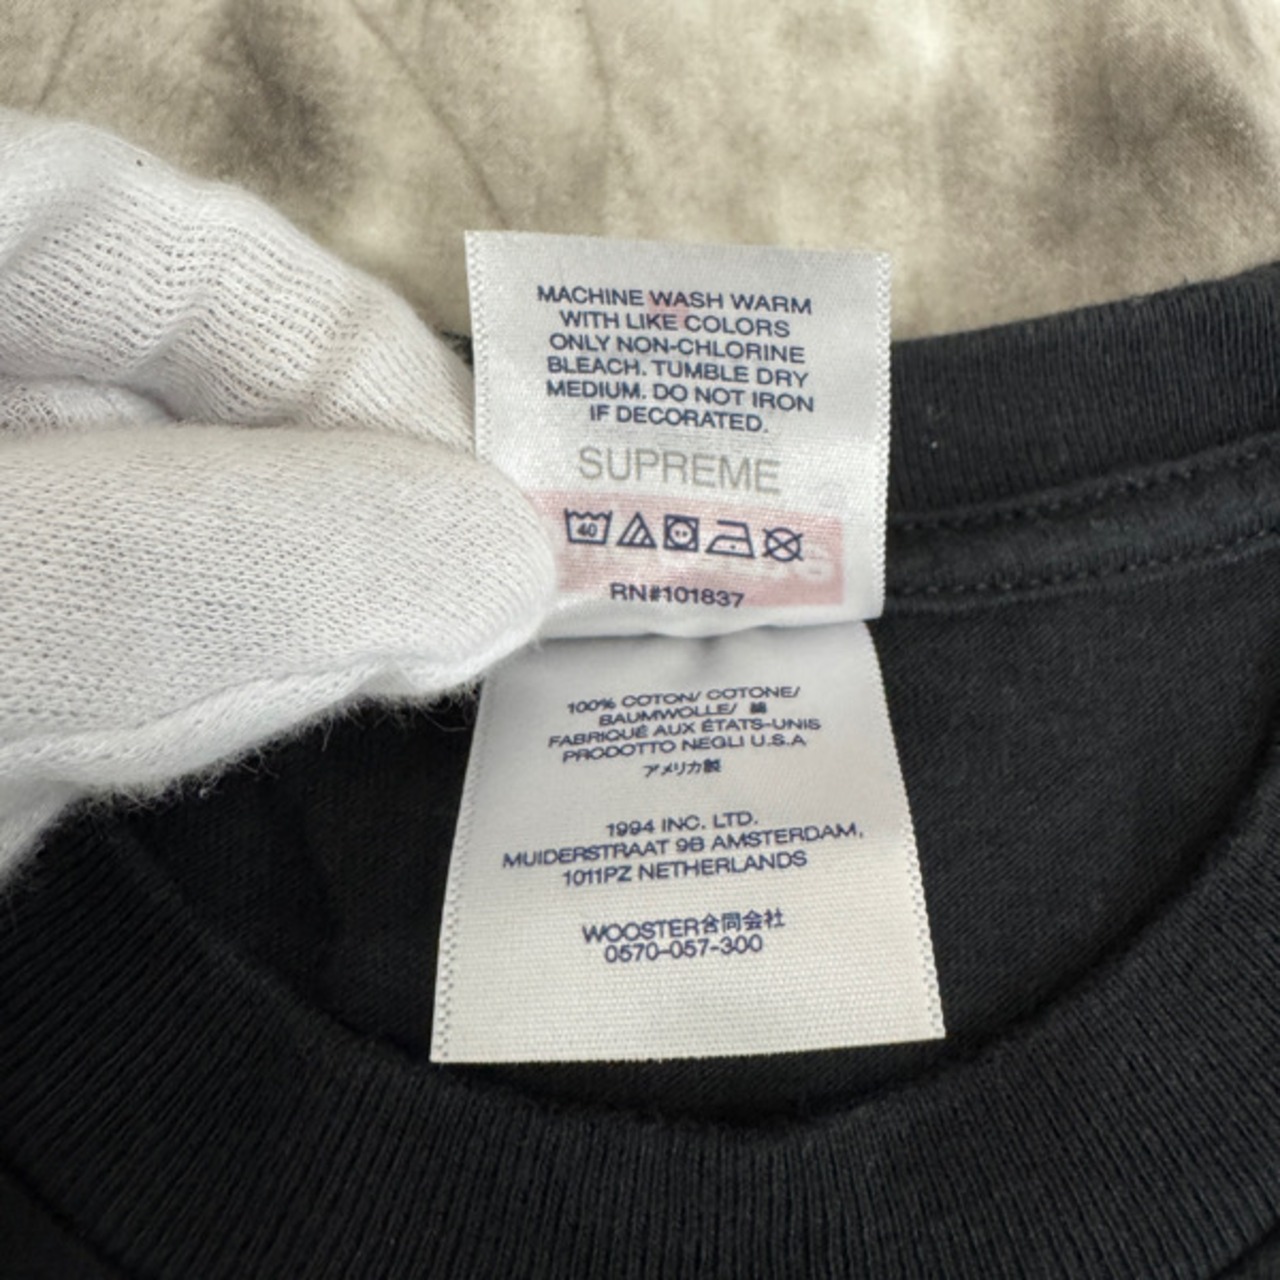 MACHINE WASH WARM
WITH LIKE COLORS
ONLY NON-CHLORINE
BLEACH. TUMBLE DRY
MEDIUM. DO NOT IRON
IF DECORATED.
SUPREME
40
RN#101837
100% COTON/ COTONE/
BAUMWOLLE/ 綿
FABRIQUÉ AUX ÉTATS-UNIS
PRODOTTO NEGLI U.S.A
アメリカ製
1994 INC. LTD.
MUIDERSTRAAT 9B AMSTERDAM,
1011PZ NETHERLANDS
WOOSTER合同会社
0570-057-300